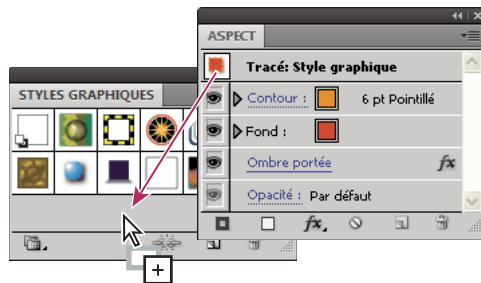 ASPECT
Tracé: Style graphique
STYLES GRAPHIQUES
Contour : 6 pt Pointillé
Fond :
Ombre portée fx
Opacité : Par défaut
fx